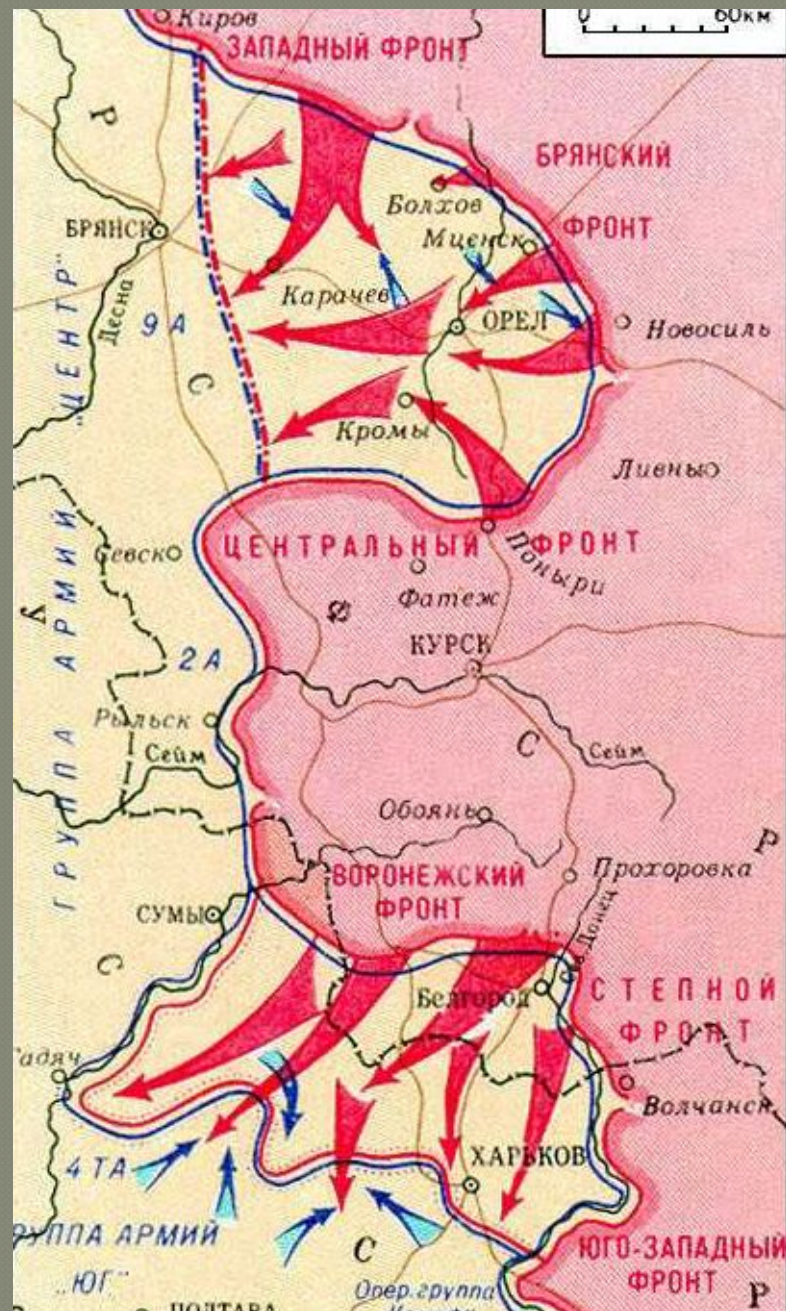 Киров
0 60км
ЗАПАДНЫЙ ФРОНТ
Р
БРЯНСКИЙ
ФРОНТ
Болхов
Мценск
БРЯНСК
Десна
9 А
Карачев
ОРЕЛ
Новосиль
"ЦЕНТР"
С
Кромы
Ливны
ЦЕНТРАЛЬНЫЙ ФРОНТ
Севск
Поныри
Фатеж
У
ГРУППА АРМИЙ
КУРСК
2 А
Рыльск
Сейм
С
Сейм
Обоянь
Р
Прохоровка
ВОРОНЕЖСКИЙ
ФРОНТ
СУМЫ
Сев.Донец
С
Белгород
СТЕПНОЙ
ФРОНТ
Гадяч
Волчанск
4 ТА
ХАРЬКОВ
РУППА АРМИЙ
„ЮГ"
С
ЮГО-ЗАПАДНЫЙ
ФРОНТ
Опер.группа
Р
ПОЛТАВА